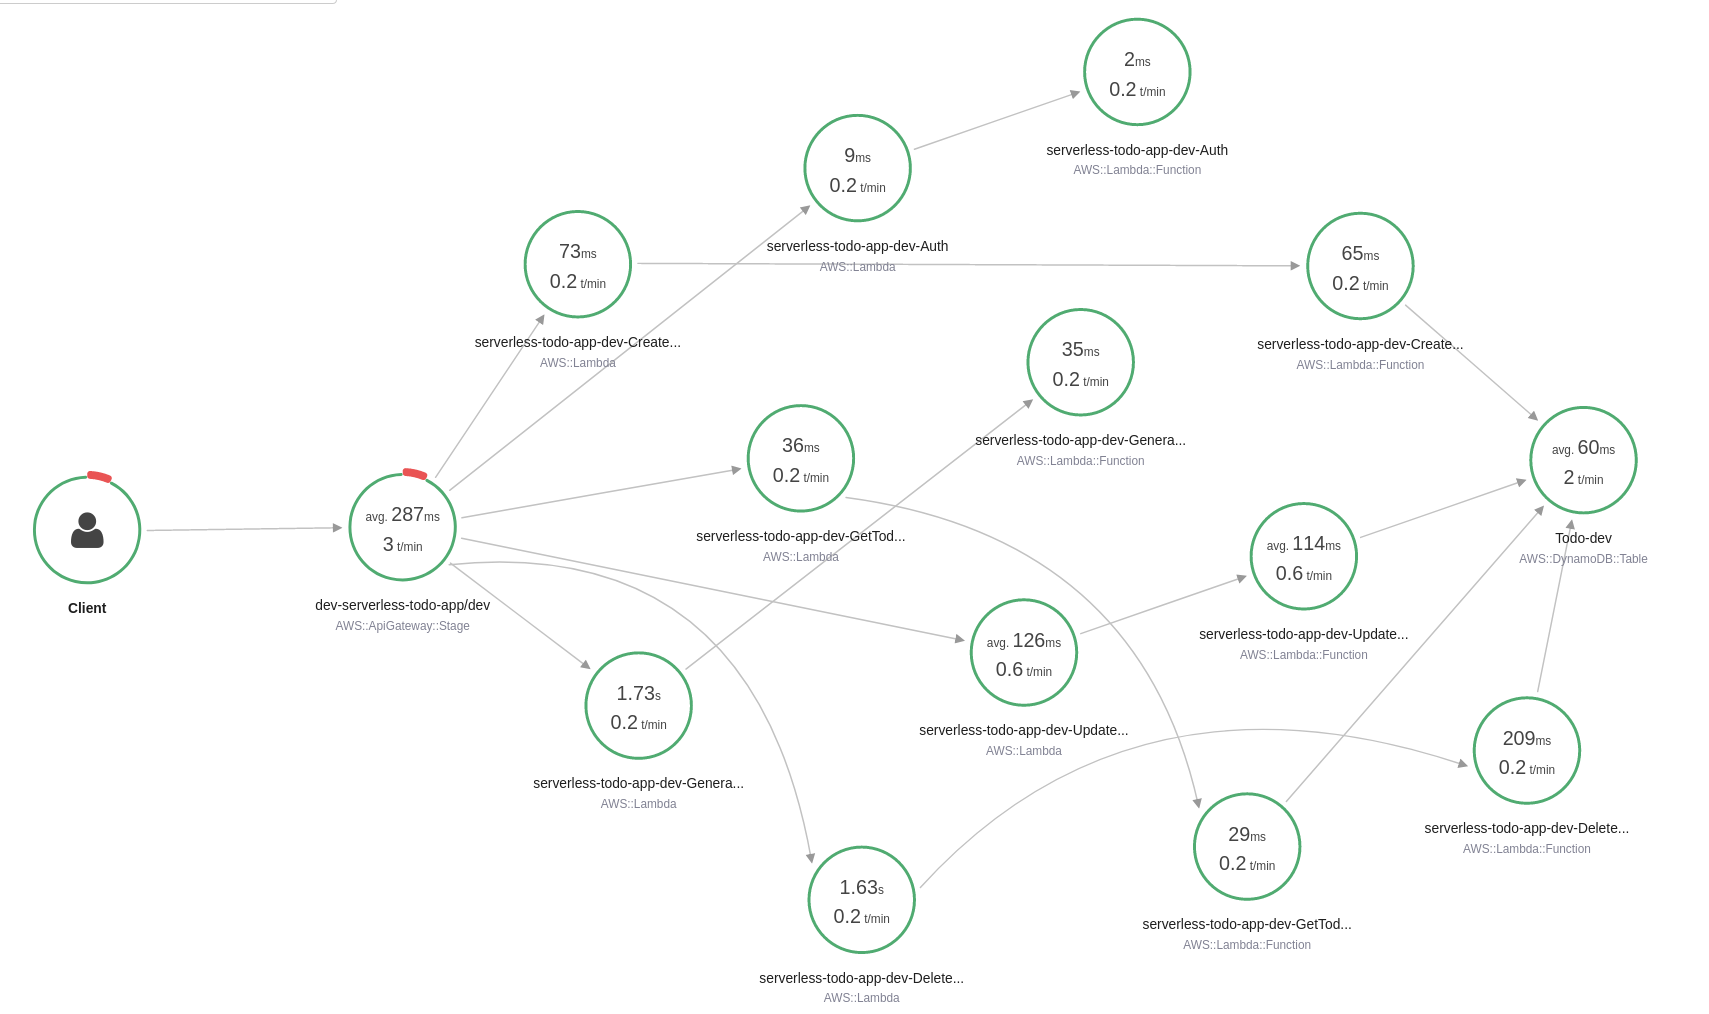 2ms
0.2 t/min
serverless-todo-app-dev-Auth
AWS::Lambda::Function
9ms
0.2 t/min
serverless-todo-app-dev-Auth
AWS::Lambda
73ms
0.2 t/min
serverless-todo-app-dev-Create...
AWS::Lambda
65ms
0.2 t/min
serverless-todo-app-dev-Create...
AWS::Lambda::Function
35ms
0.2 t/min
serverless-todo-app-dev-Genera...
AWS::Lambda::Function
36ms
0.2 t/min
serverless-todo-app-dev-GetTod...
AWS::Lambda
avg. 60ms
2 t/min
Todo-dev
AWS::DynamoDB::Table
Client
avg. 287ms
3 t/min
dev-serverless-todo-app/dev
AWS::ApiGateway::Stage
avg. 114ms
0.6 t/min
serverless-todo-app-dev-Update...
AWS::Lambda::Function
avg. 126ms
0.6 t/min
serverless-todo-app-dev-Update...
AWS::Lambda
1.73s
0.2 t/min
serverless-todo-app-dev-Genera...
AWS::Lambda
209ms
0.2 t/min
serverless-todo-app-dev-Delete...
AWS::Lambda::Function
29ms
0.2 t/min
serverless-todo-app-dev-GetTod...
AWS::Lambda::Function
1.63s
0.2 t/min
serverless-todo-app-dev-Delete...
AWS::Lambda